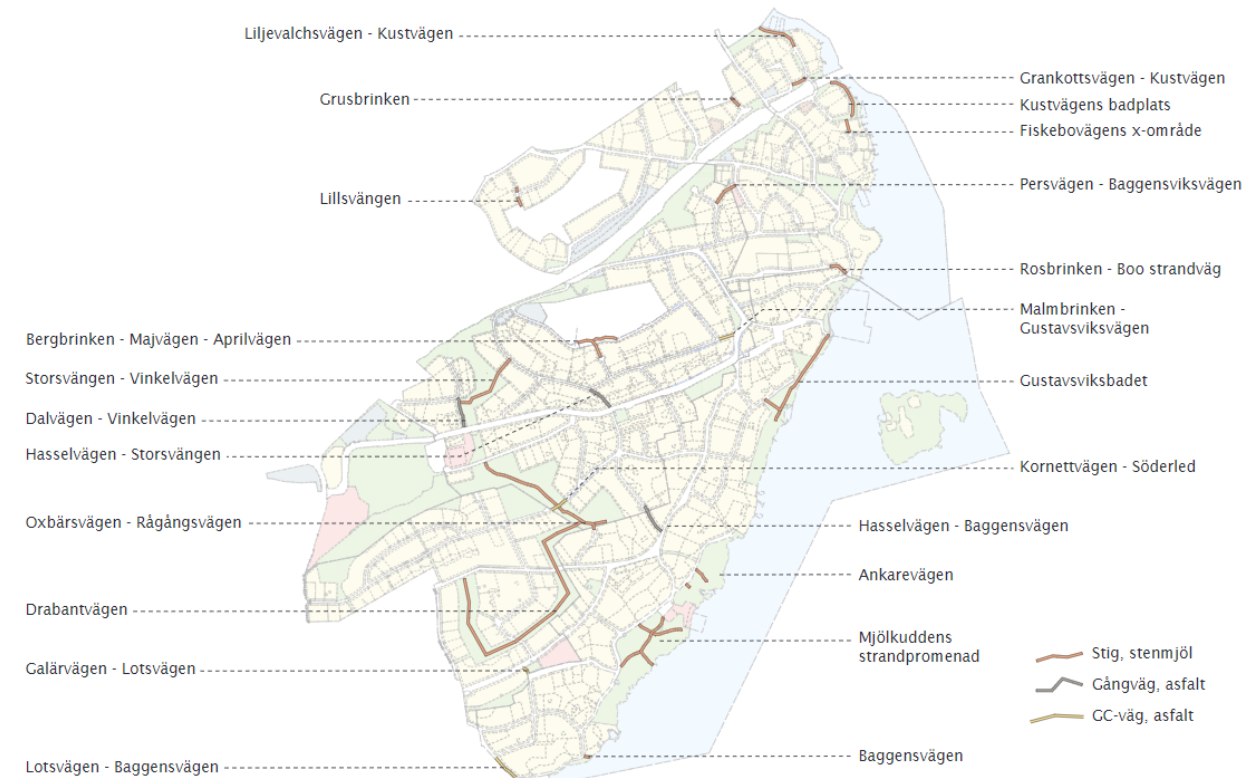 Liljevalchsvägen - Kustvägen
Grusbrinken
Lillsvängen
Bergbrinken - Majvägen - Aprilvägen
Storsvängen - Vinkelvägen
Dalvägen - Vinkelvägen
Hasselvägen - Storsvängen
Oxbärsvägen - Rågångsvägen
Drabantvägen
Galärvägen - Lotsvägen
Lotsvägen - Baggensvägen
Grankottsvägen - Kustvägen
Kustvägens badplats
Fiskebovägens x-område
Persvägen - Baggensviksvägen
Rosbrinken - Boo strandväg
Malmbrinken -
Gustavsviksvägen
Gustavsviksbadet
Kornettvägen - Söderled
Hasselvägen - Baggensvägen
Ankarevägen
Mjölkuddens
strandpromenad
Baggensvägen
Stig, stenmjöl
Gångväg, asfalt
GC-väg, asfalt